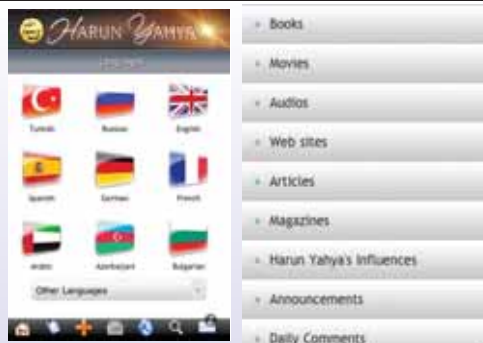 HARUN YAHYA
Turkish Russian English
Spanish German French
Arabic Azerbaijani Bulgarian
Other Languages
Books
Movies
Audios
Web sites
Articles
Magazines
Harun Yahya's Influences
Announcements
Daily Comments